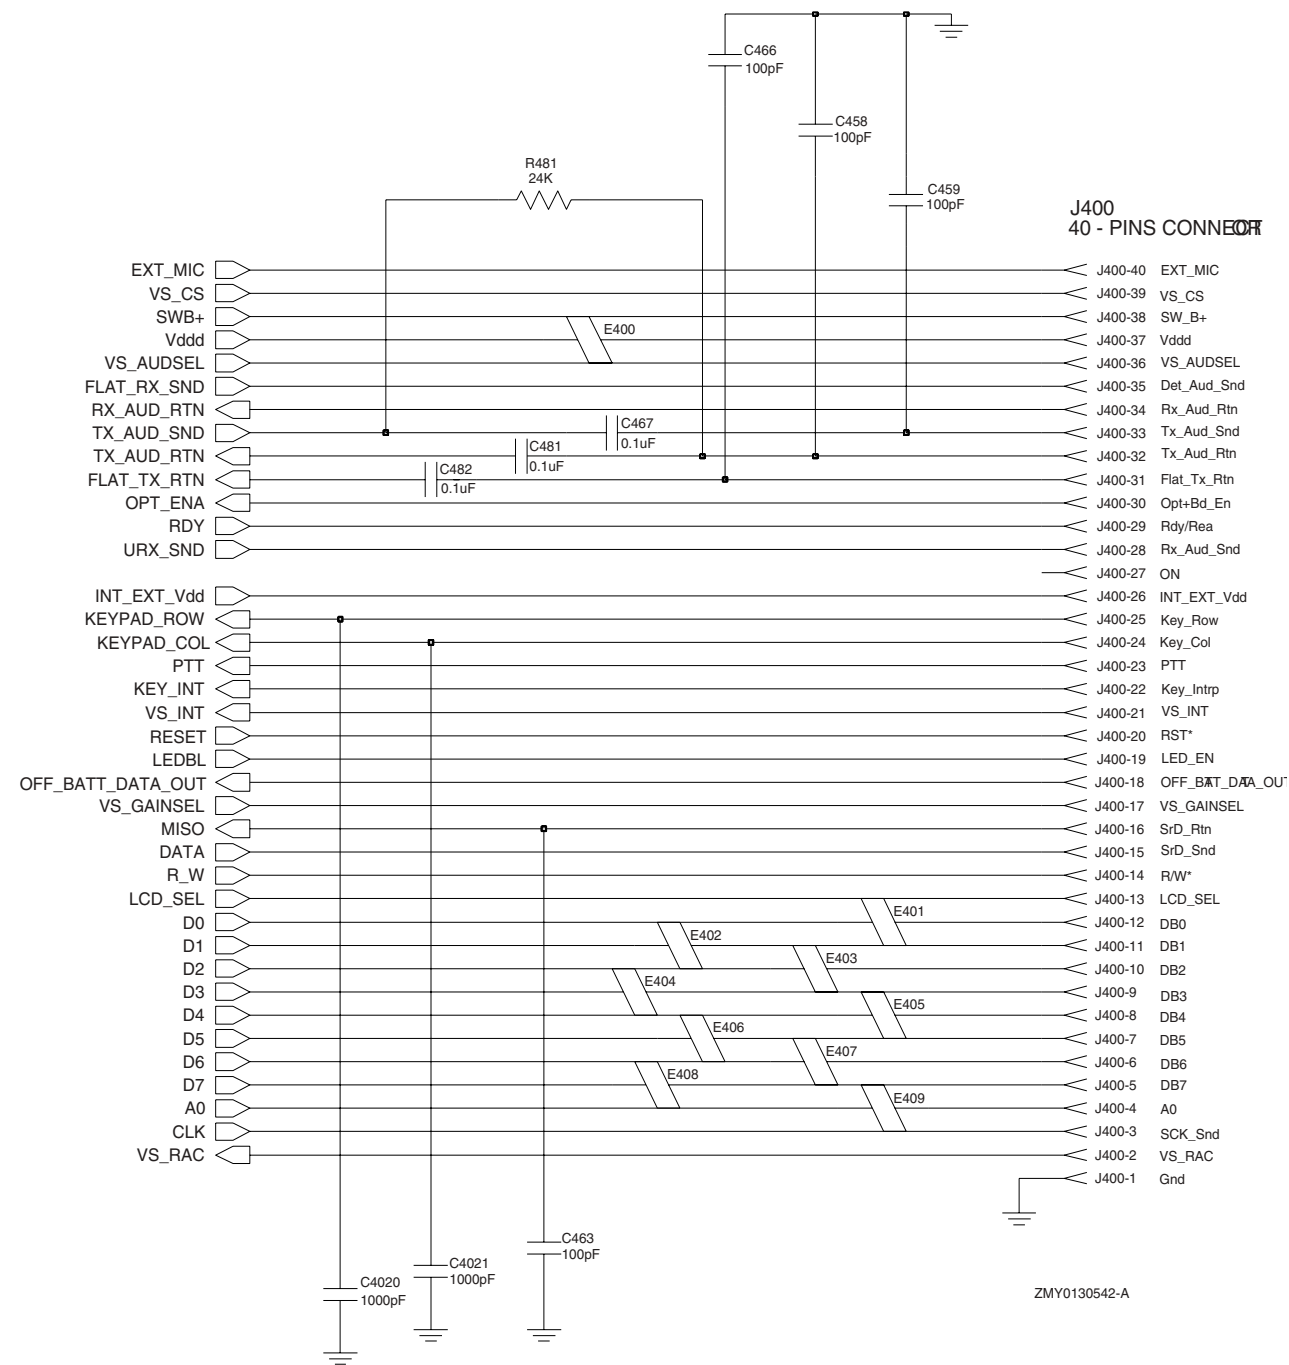 C466
100pF
C458
100pF
R481
24K
C459
100pF
J400
40 - PINS CONNECTOR
EXT_MIC J400-40 EXT_MIC
VS_CS J400-39 VS_CS
SWB+ J400-38 SW_B+
E400
Vddd J400-37 Vddd
VS_AUDSEL J400-36 VS_AUDSEL
FLAT_RX_SND J400-35 Det_Aud_Snd
RX_AUD_RTN J400-34 Rx_Aud_Rtn
C467
TX_AUD_SND J400-33 Tx_Aud_Snd
0.1uF
C481
TX_AUD_RTN J400-32 Tx_Aud_Rtn
0.1uF
C482
FLAT_TX_RTN J400-31 Flat_Tx_Rtn
0.1uF
OPT_ENA J400-30 Opt+Bd_En
RDY J400-29 Rdy/Rea
URX_SND J400-28 Rx_Aud_Snd
J400-27 ON
INT_EXT_Vdd J400-26 INT_EXT_Vdd
KEYPAD_ROW J400-25 Key_Row
KEYPAD_COL J400-24 Key_Col
PTT J400-23 PTT
KEY_INT J400-22 Key_Intrp
VS_INT J400-21 VS_INT
RESET J400-20 RST*
LEDBL J400-19 LED_EN
OFF_BATT_DATA_OUT J400-18 OFF_BATT_DATA_OUT
VS_GAINSEL J400-17 VS_GAINSEL
MISO J400-16 SrD_Rtn
DATA J400-15 SrD_Snd
R_W J400-14 R/W*
LCD_SEL J400-13 LCD_SEL
E401
D0 J400-12 DB0
E402
D1 J400-11 DB1
E403
D2 J400-10 DB2
E404
D3 J400-9 DB3
E405
D4 J400-8 DB4
E406
D5 J400-7 DB5
E407
D6 J400-6 DB6
E408
D7 J400-5 DB7
E409
A0 J400-4 A0
CLK J400-3 SCK_Snd
VS_RAC J400-2 VS_RAC
J400-1 Gnd
C463
100pF
C4021
1000pF
C4020
1000pF
ZMY0130542-A